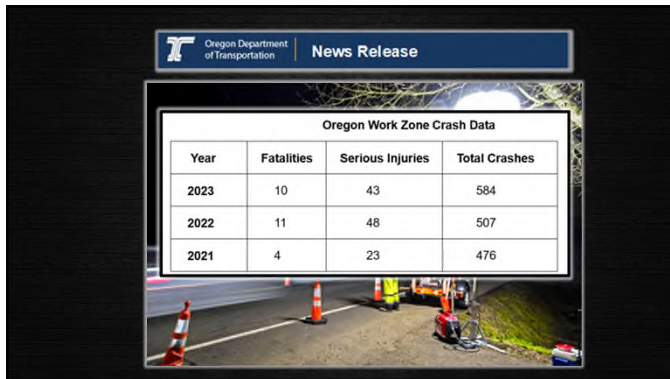 Oregon Department
of Transportation
News Release
Oregon Work Zone Crash Data
Year Fatalities Serious Injuries Total Crashes
2023 10 43 584
2022 11 48 507
2021 4 23 476